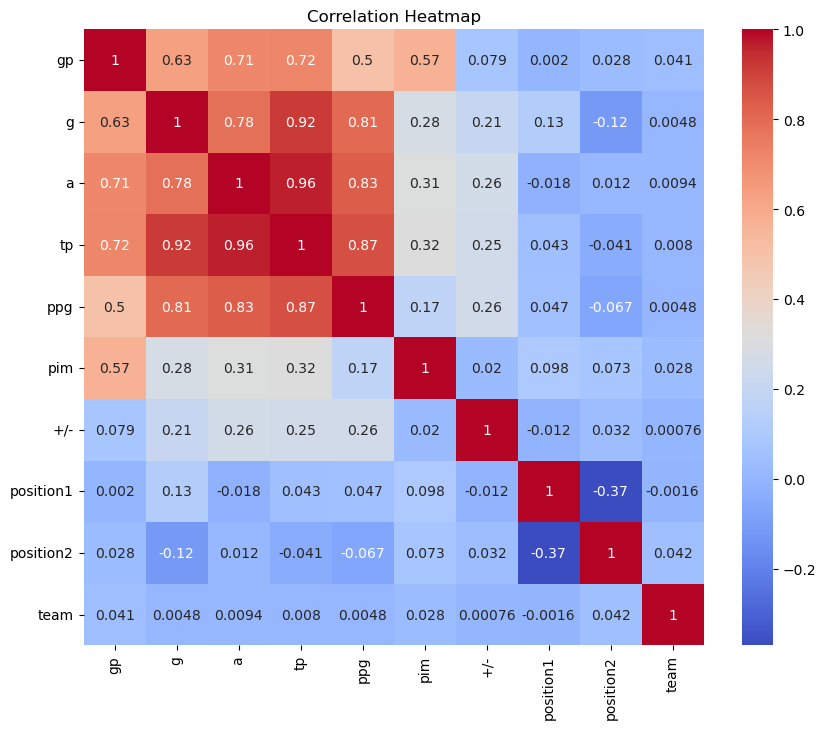 Correlation Heatmap
gp 1 0.63 0.71 0.72 0.5 0.57 0.079 0.002 0.028 0.041
g 0.63 1 0.78 0.92 0.81 0.28 0.21 0.13 -0.12 0.0048
a 0.71 0.78 1 0.96 0.83 0.31 0.26 -0.018 0.012 0.0094
tp 0.72 0.92 0.96 1 0.87 0.32 0.25 0.043 -0.041 0.008
ppg 0.5 0.81 0.83 0.87 1 0.17 0.26 0.047 -0.067 0.0048
pim 0.57 0.28 0.31 0.32 0.17 1 0.02 0.098 0.073 0.028
+/- 0.079 0.21 0.26 0.25 0.26 0.02 1 -0.012 0.032 0.00076
position1 0.002 0.13 -0.018 0.043 0.047 0.098 -0.012 1 -0.37 -0.0016
position2 0.028 -0.12 0.012 -0.041 -0.067 0.073 0.032 -0.37 1 0.042
team 0.041 0.0048 0.0094 0.008 0.0048 0.028 0.00076 -0.0016 0.042 1
gp g a tp ppg pim +/- position1 position2 team
1.0
0.8
0.6
0.4
0.2
0.0
−0.2